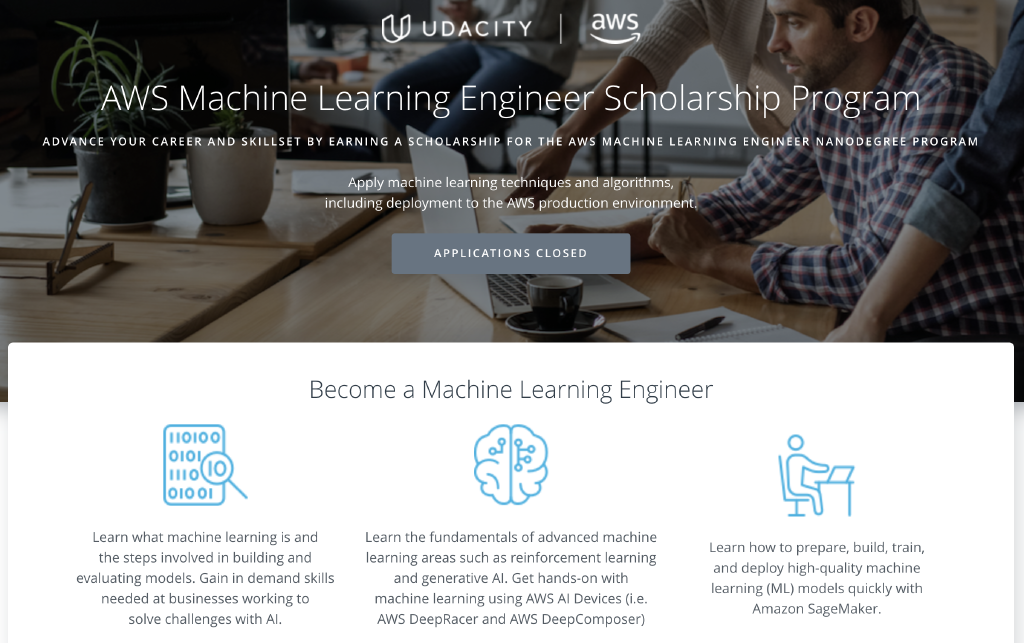 UDACITY | aws
AWS Machine Learning Engineer Scholarship Program
ADVANCE YOUR CAREER AND SKILLSET BY EARNING A SCHOLARSHIP FOR THE AWS MACHINE LEARNING ENGINEER NANODEGREE PROGRAM
Apply machine learning techniques and algorithms,
including deployment to the AWS production environment.
APPLICATIONS CLOSED
Become a Machine Learning Engineer
110100
0101
1110
10
01001
Learn what machine learning is and
the steps involved in building and
evaluating models. Gain in demand skills
needed at businesses working to
solve challenges with AI.
Learn the fundamentals of advanced machine
learning areas such as reinforcement learning
and generative AI. Get hands-on with
machine learning using AWS AI Devices (i.e.
AWS DeepRacer and AWS DeepComposer)
Learn how to prepare, build, train,
and deploy high-quality machine
learning (ML) models quickly with
Amazon SageMaker.